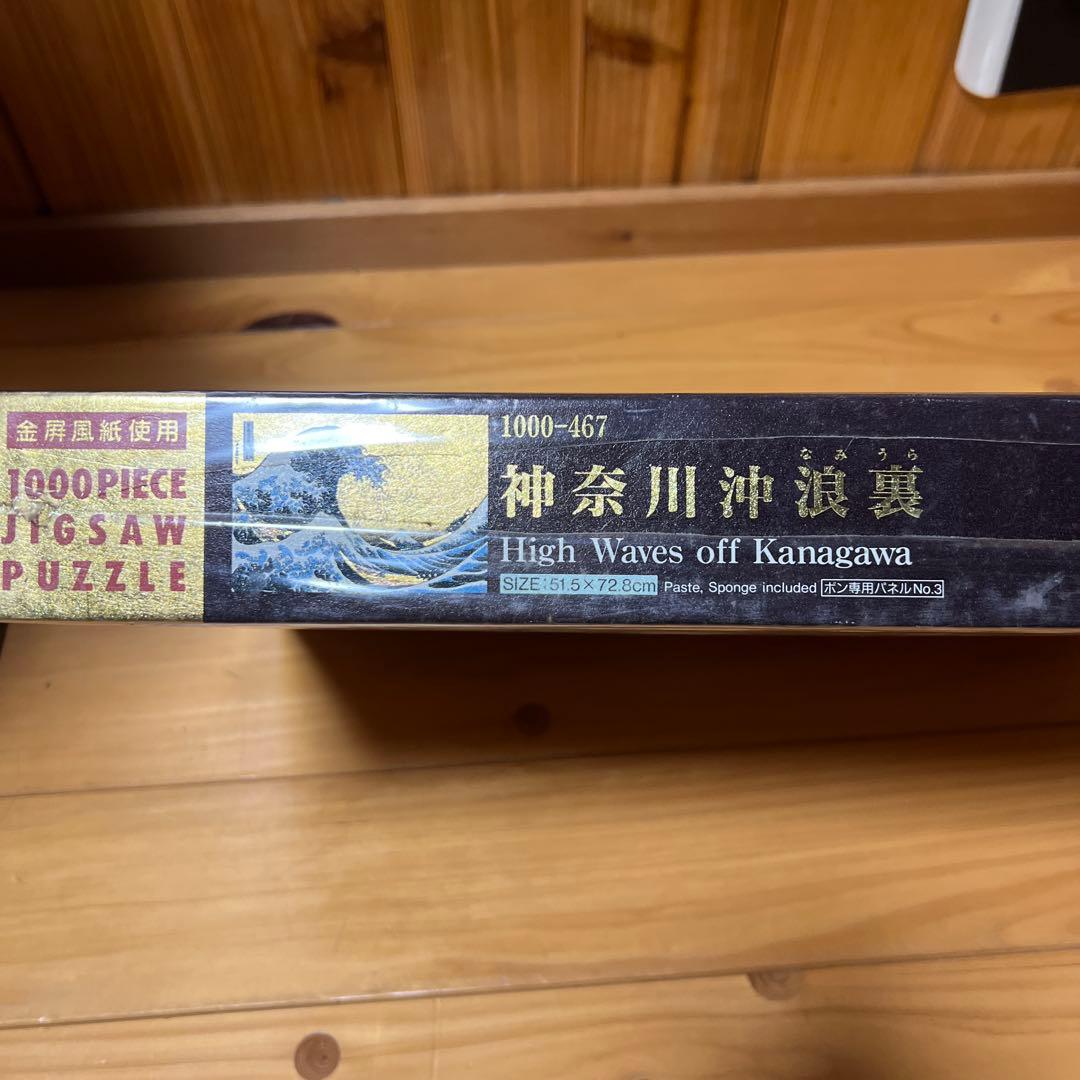 金屏風紙使用
1000PIECE
JIGSAW
PUZZLE
1000-467
なみうら
神奈川沖浪裏
High Waves off Kanagawa
SIZE:51.5×72.8cm Paste, Sponge included ボン専用パネルNo.3